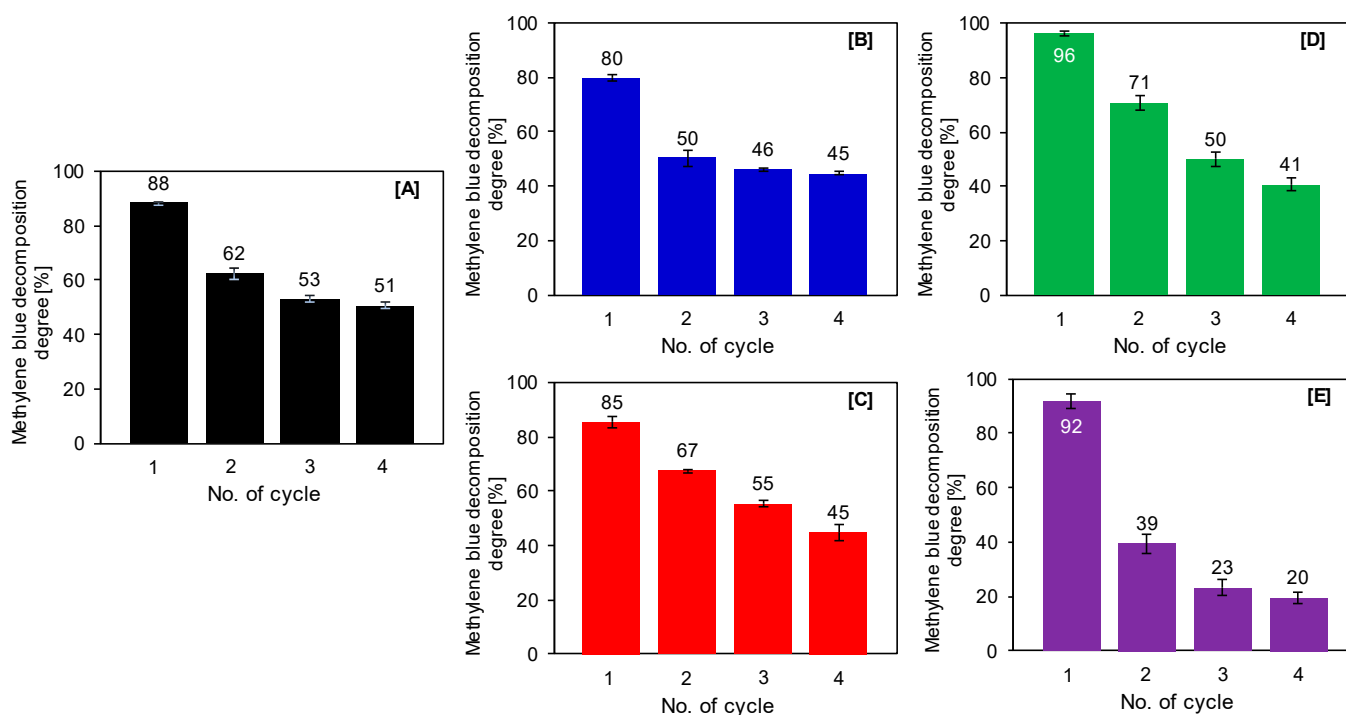 [A]
Methylene blue decomposition
degree [%]
100
80
60
40
20
0
88
62
53
51
1 2 3 4
No. of cycle
[B]
Methylene blue decomposition
degree [%]
100
80
60
40
20
0
80
50
46
45
1 2 3 4
No. of cycle
[C]
Methylene blue decomposition
degree [%]
100
80
60
40
20
0
85
67
55
45
1 2 3 4
No. of cycle
[D]
Methylene blue decomposition
degree [%]
100
80
60
40
20
0
96
71
50
41
1 2 3 4
No. of cycle
[E]
Methylene blue decomposition
degree [%]
100
80
60
40
20
0
92
39
23
20
1 2 3 4
No. of cycle